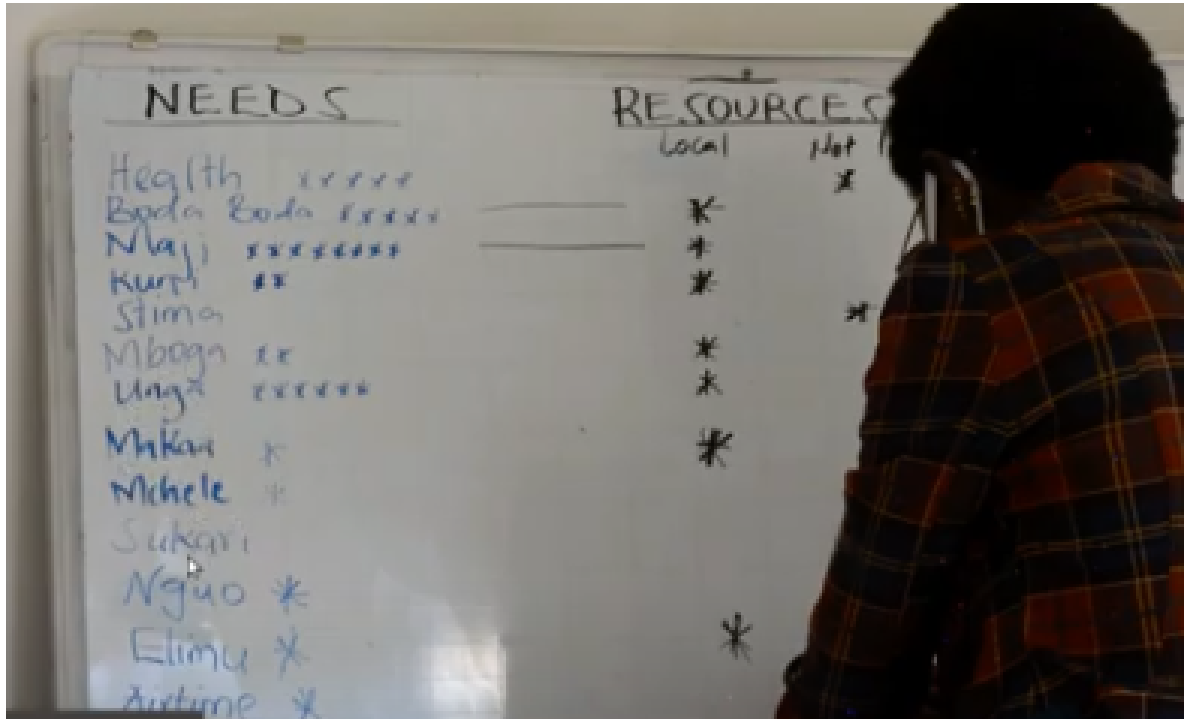 NEEDS RESOURCES
Local Not
Health x x x x x *
Boda Boda x x x x x *
Maji x x x x x x x x *
Kuni x x *
Stima *
Mboga x x *
Unga x x x x x x *
Makaa * *
Mchele *
Sukari
Nguo *
Elimu * *
Airtime *